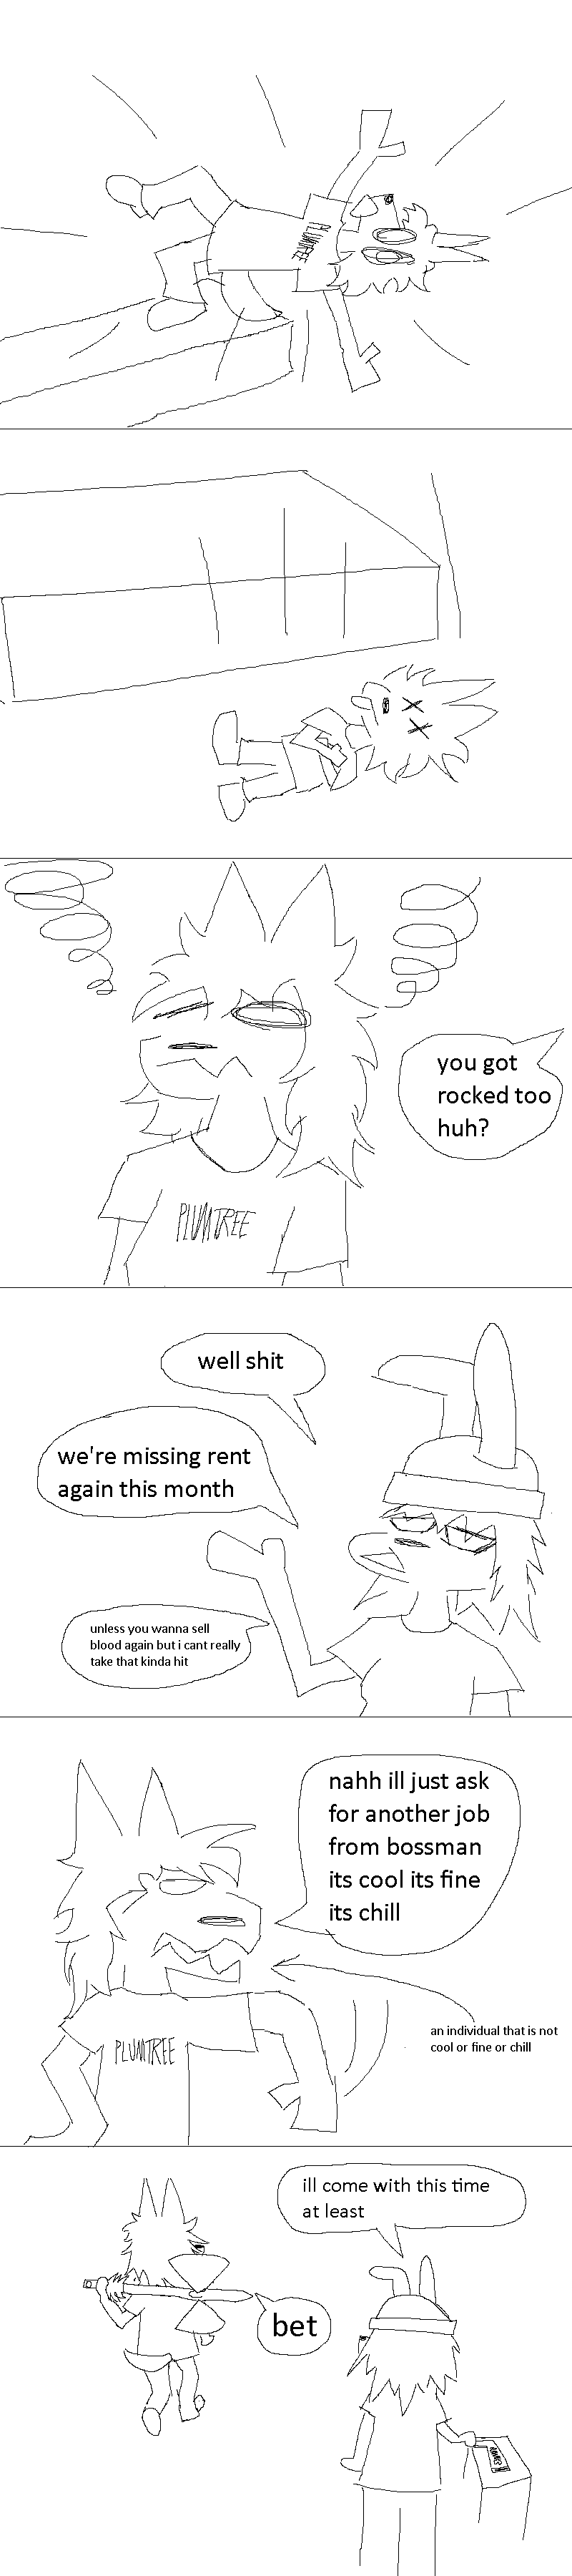 PLUMTREE
you got
rocked too
huh?
PLUMTREE
well shit
we're missing rent
again this month
unless you wanna sell
blood again but i cant really
take that kinda hit
nahh ill just ask
for another job
from bossman
its cool its fine
its chill
an individual that is not
cool or fine or chill
PLUMTREE
ill come with this time
at least
bet